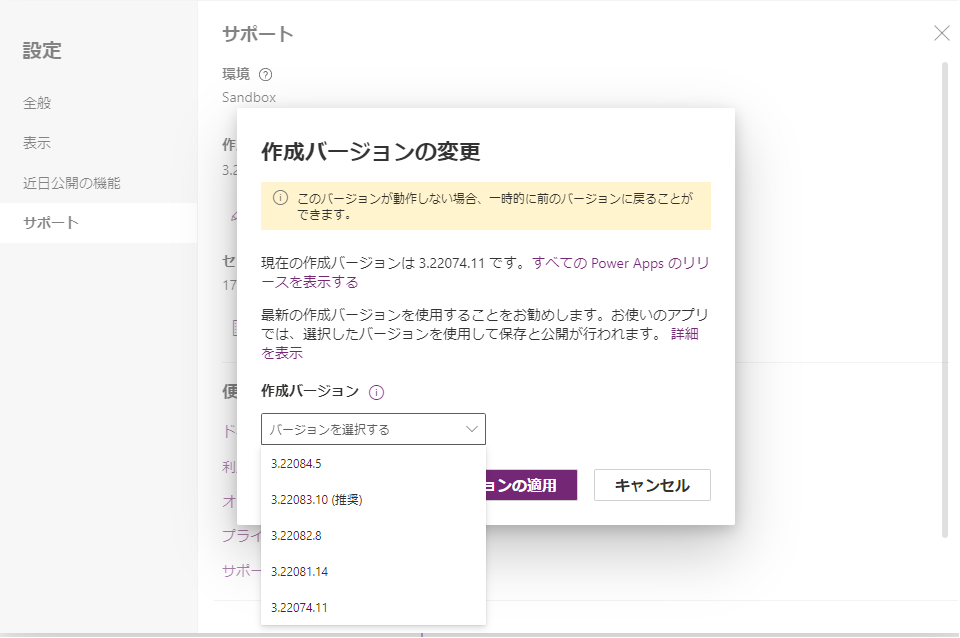 設定
全般
表示
近日公開の機能
サポート
サポート
環境
Sandbox
作
3.2
セ
17
便
ド
利
オ
プライ
サポー
作成バージョンの変更
このバージョンが動作しない場合、一時的に前のバージョンに戻ることが
できます。
現在の作成バージョンは 3.22074.11 です。すべての Power Apps のリリ
ースを表示する
最新の作成バージョンを使用することをお勧めします。お使いのアプリ
では、選択したバージョンを使用して保存と公開が行われます。 詳細
を表示
作成バージョン
バージョンを選択する
3.22084.5
3.22083.10 (推奨)
3.22082.8
3.22081.14
3.22074.11
ョンの適用
キャンセル